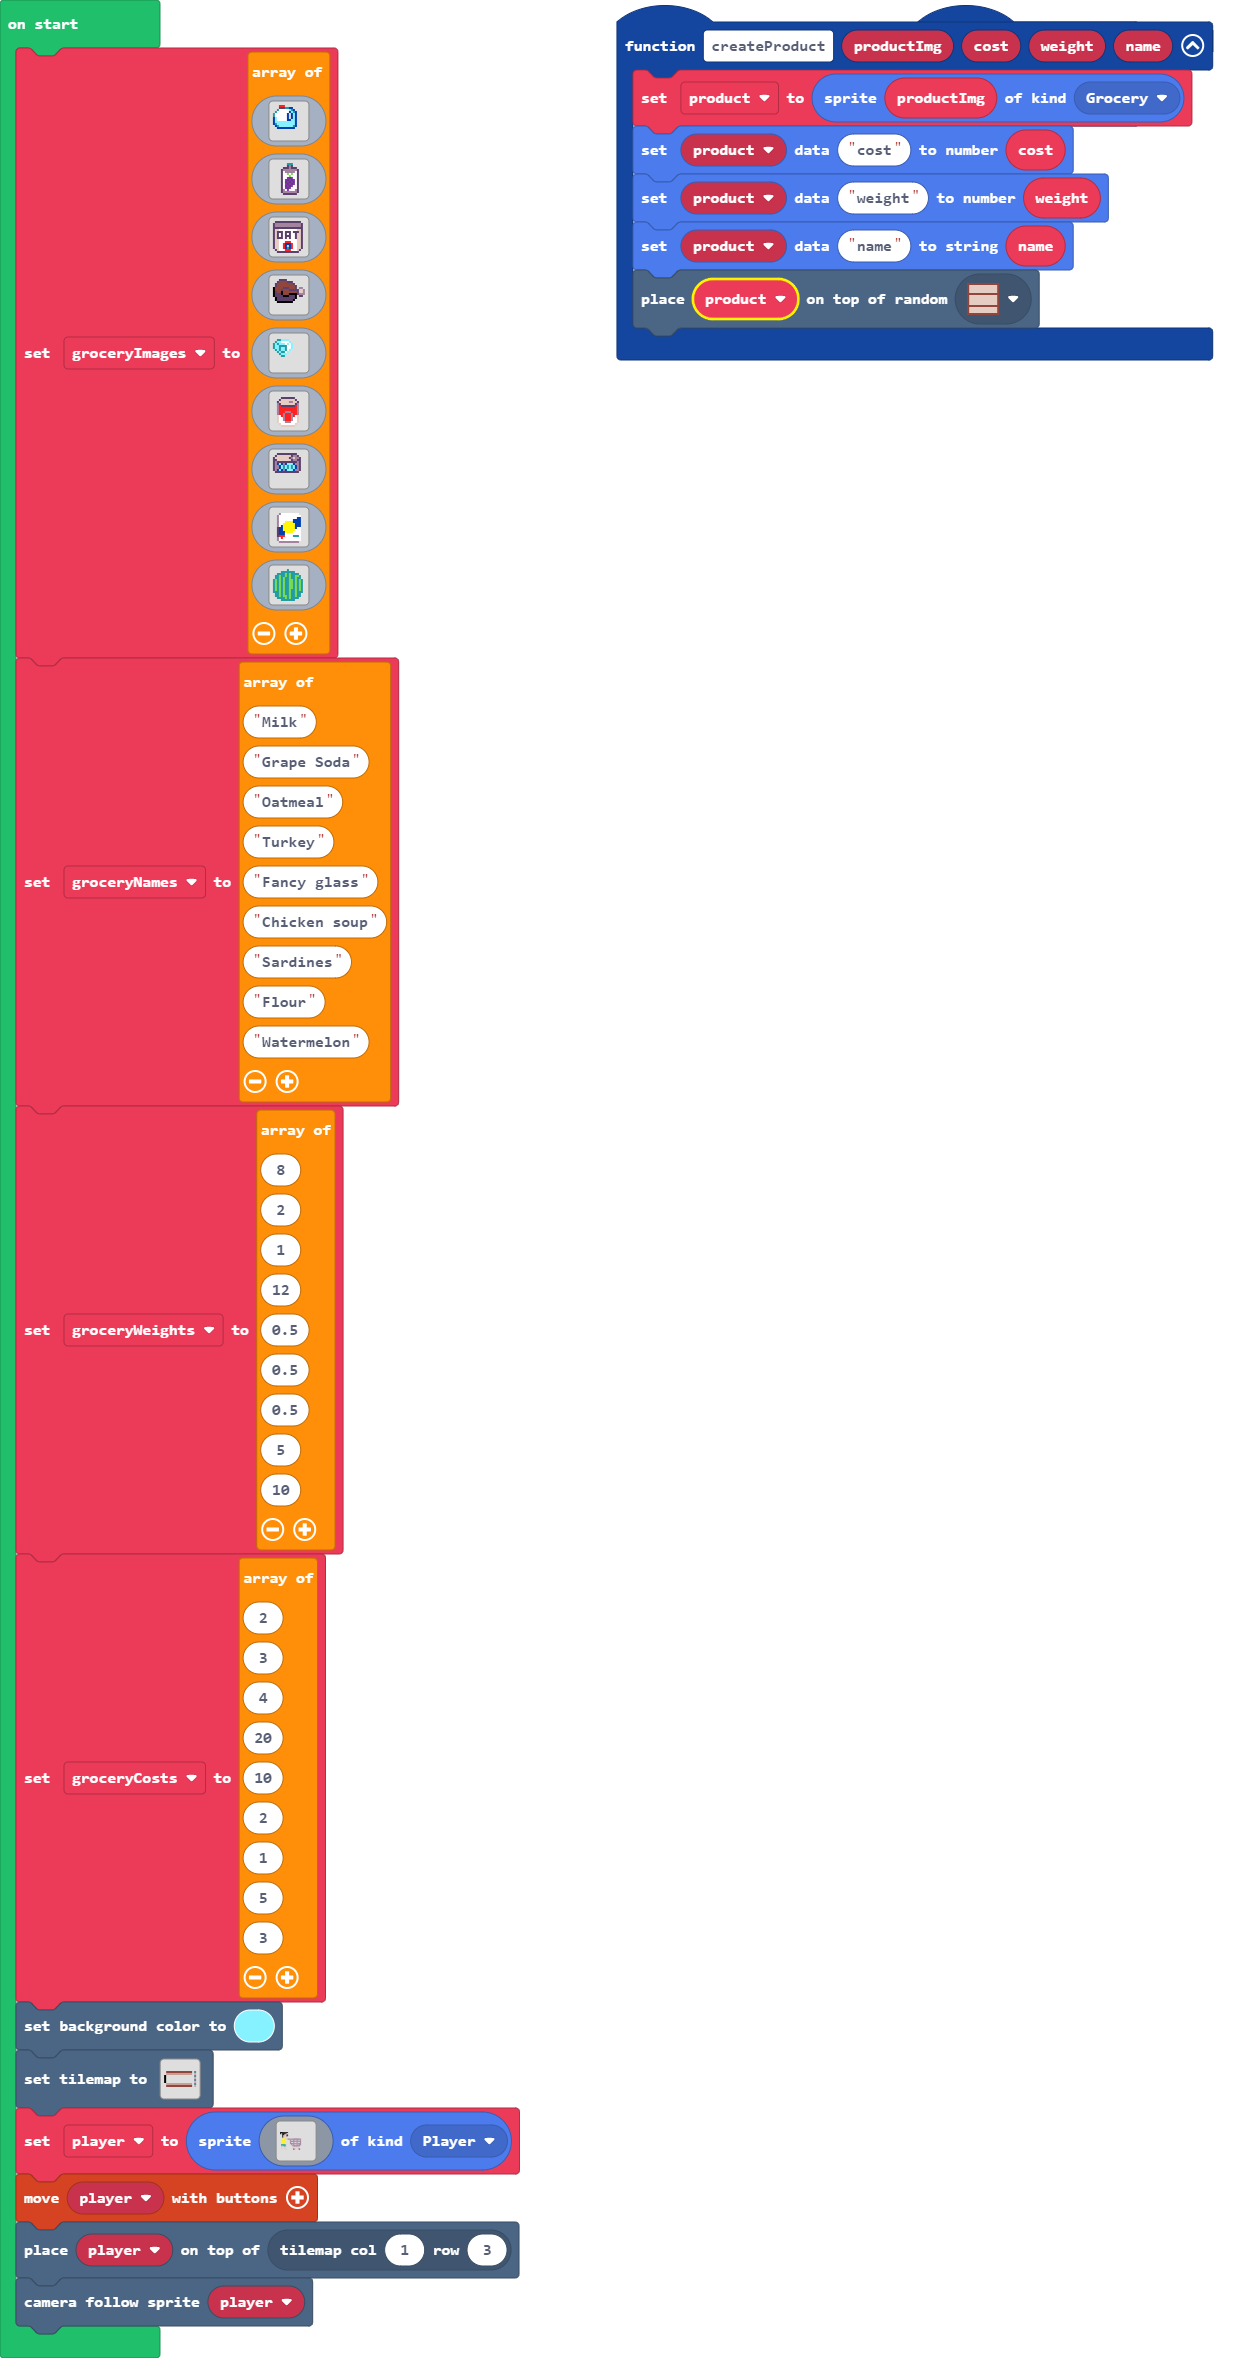 on start
array of
OAT
set groceryImages to
array of
"Milk"
"Grape Soda"
"Oatmeal"
"Turkey"
set groceryNames to "Fancy glass"
"Chicken soup"
"Sardines"
"Flour"
"Watermelon"
array of
8
2
1
12
set groceryWeights to 0.5
0.5
0.5
5
10
array of
2
3
4
20
set groceryCosts to 10
2
1
5
3
set background color to
set tilemap to
set player to sprite of kind Player
move player with buttons
place player on top of tilemap col 1 row 3
camera follow sprite player
function createProduct productImg cost weight name
set product to sprite productImg of kind Grocery
set product data "cost" to number cost
set product data "weight" to number weight
set product data "name" to string name
place product on top of random